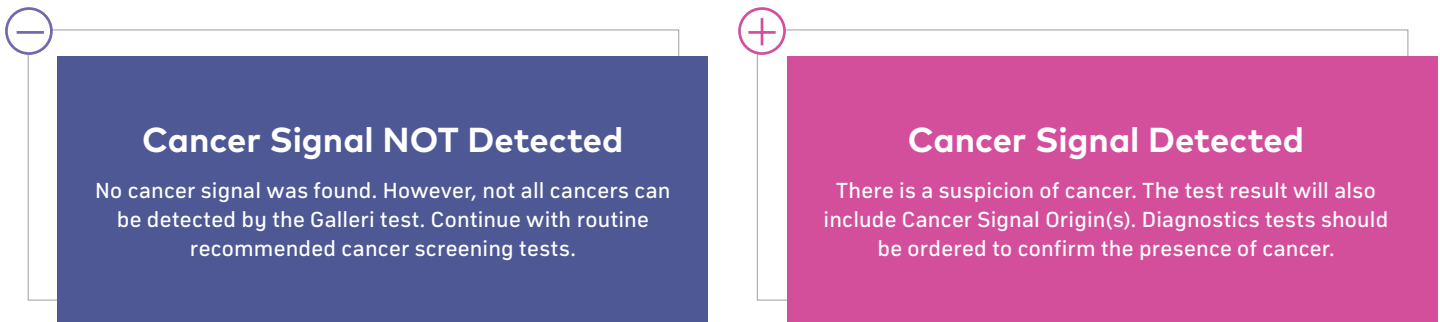 Cancer Signal NOT Detected
No cancer signal was found. However, not all cancers can
be detected by the Galleri test. Continue with routine
recommended cancer screening tests.
Cancer Signal Detected
There is a suspicion of cancer. The test result will also
include Cancer Signal Origin(s). Diagnostics tests should
be ordered to confirm the presence of cancer.